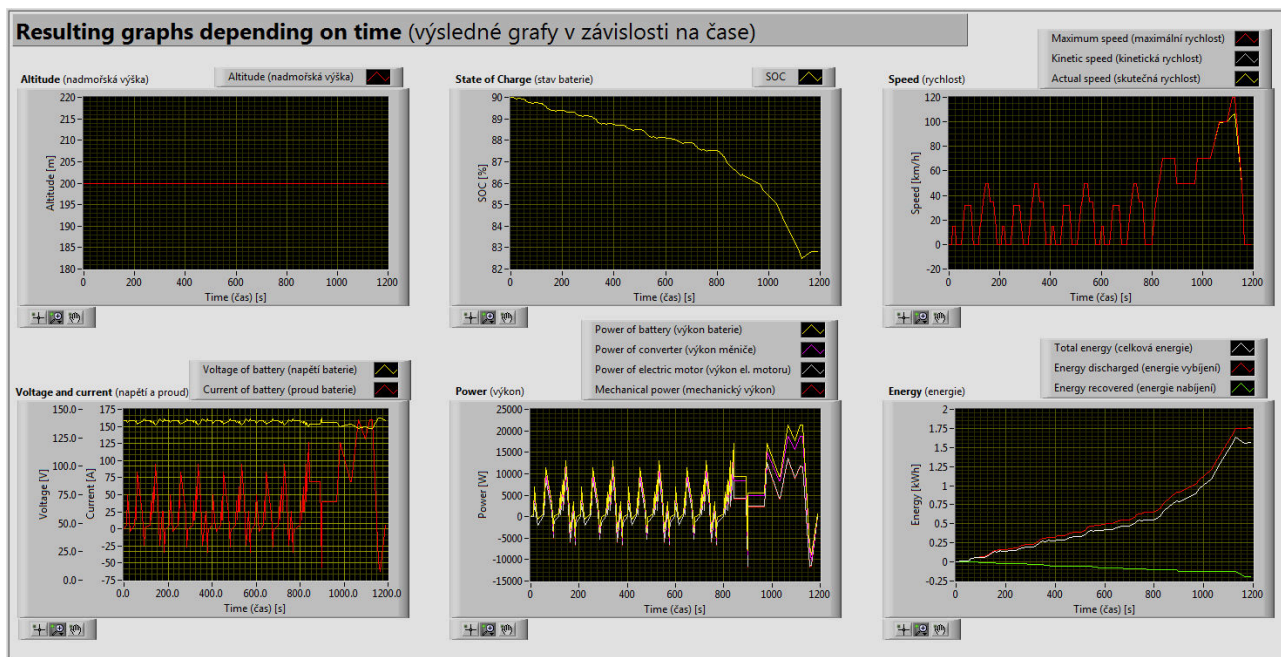 Resulting graphs depending on time (výsledné grafy v závislosti na čase)
Altitude (nadmořská výška)
Altitude (nadmořská výška)
220
215
210
205
200
195
190
185
180
Altitude [m]
0 200 400 600 800 1000 1200
Time (čas) [s]
State of Charge (stav baterie)
SOC
90
89
88
87
86
85
84
83
82
SOC [%]
0 200 400 600 800 1000 1200
Time (čas) [s]
Maximum speed (maximální rychlost)
Kinetic speed (kinetická rychlost)
Actual speed (skutečná rychlost)
Speed (rychlost)
120
100
80
60
40
20
0
-20
Speed [km/h]
0 200 400 600 800 1000 1200
Time (čas) [s]
Voltage of battery (napětí baterie)
Current of battery (proud baterie)
Voltage and current (napětí a proud)
150.0
125.0
100.0
75.0
50.0
25.0
0.0
Voltage [V]
175
150
125
100
75
50
25
0
-25
-50
-75
Current [A]
0.0 200.0 400.0 600.0 800.0 1000.0 1200.0
Time (čas) [s]
Power of battery (výkon baterie)
Power of converter (výkon měniče)
Power of electric motor (výkon el. motoru)
Mechanical power (mechanický výkon)
Power (výkon)
25000
20000
15000
10000
5000
0
-5000
-10000
-15000
Power [W]
0 200 400 600 800 1000 1200
Time (čas) [s]
Total energy (celková energie)
Energy discharged (energie vybíjení)
Energy recovered (energie nabíjení)
Energy (energie)
2
1.75
1.5
1.25
1
0.75
0.5
0.25
0
-0.25
Energy [kWh]
0 200 400 600 800 1000 1200
Time (čas) [s]